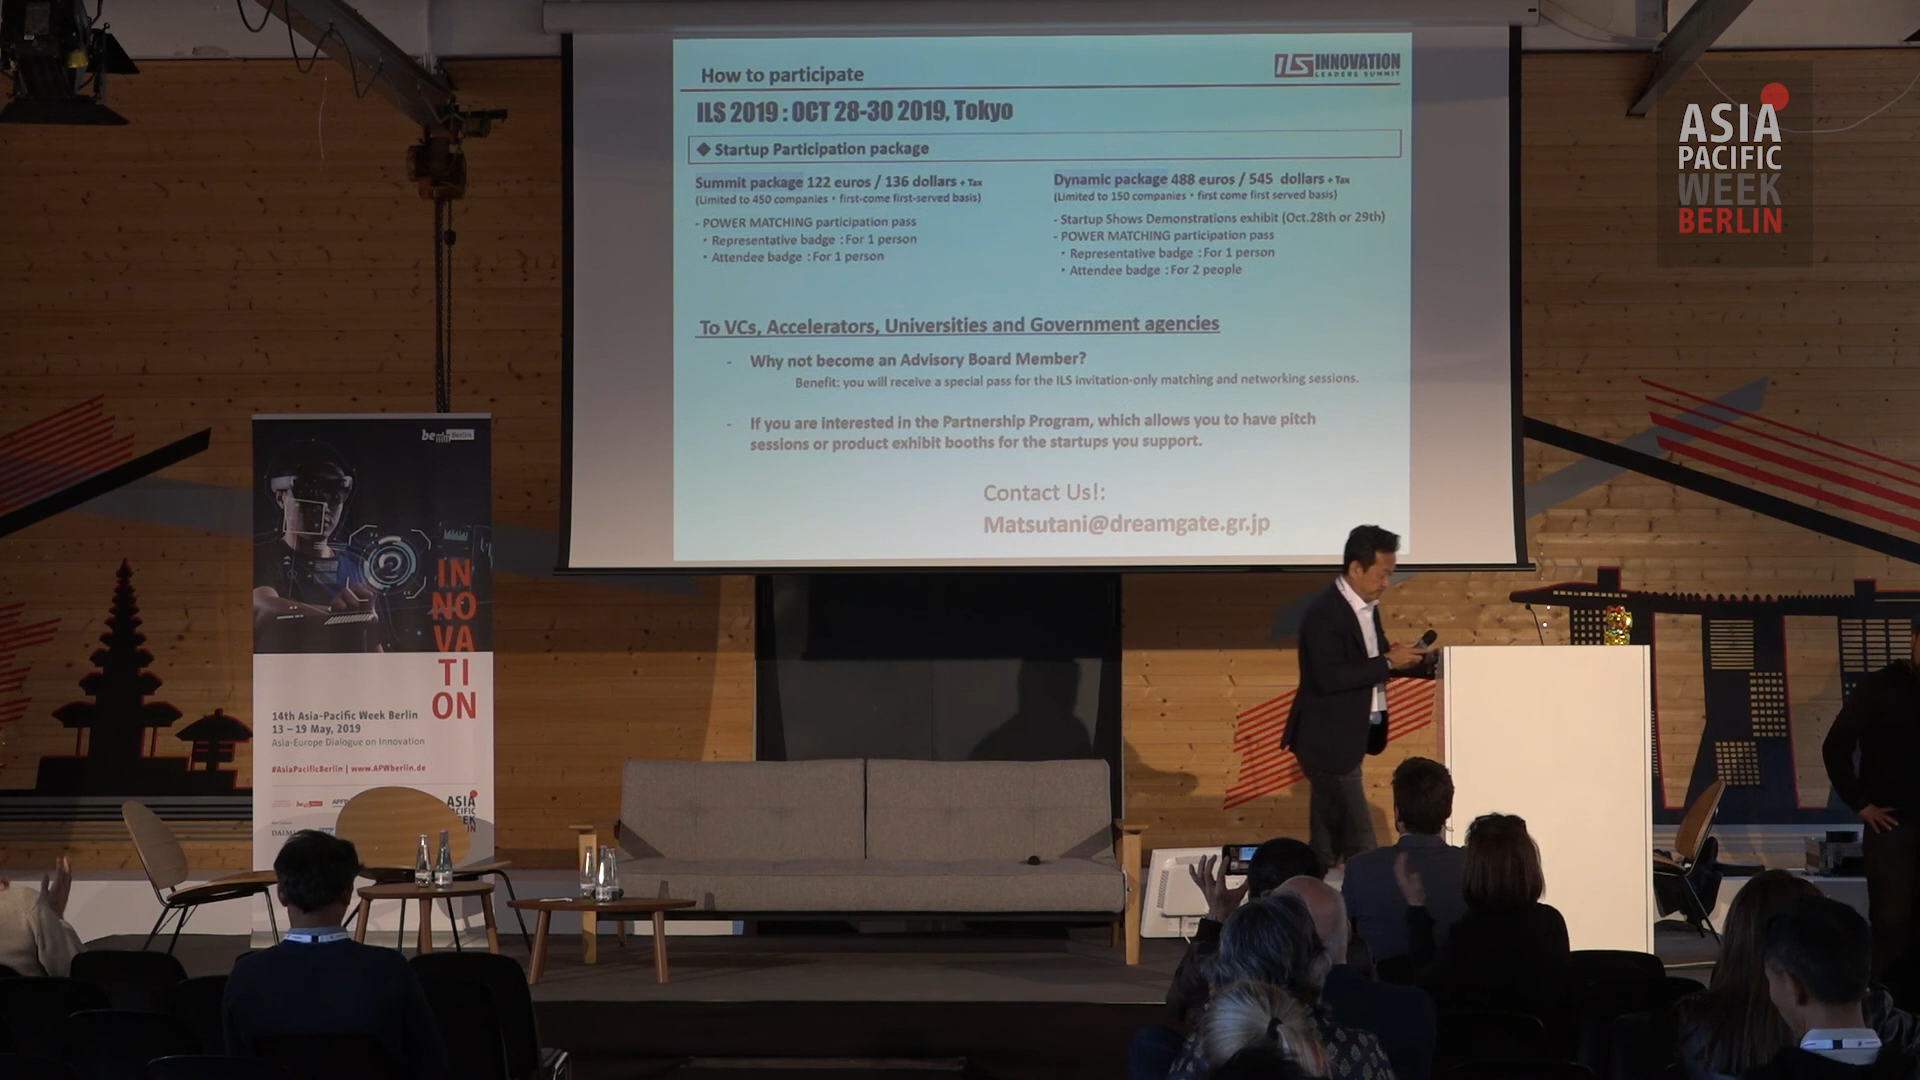 How to participate
ILS INNOVATION
LEADERS SUMMIT
ILS 2019 : OCT 28-30 2019, Tokyo
◆ Startup Participation package
Summit package 122 euros / 136 dollars + Tax
(Limited to 450 companies・first-come first-served basis)
- POWER MATCHING participation pass
・Representative badge : For 1 person
・Attendee badge : For 1 person
Dynamic package 488 euros / 545 dollars + Tax
(Limited to 150 companies・first come first served basis)
- Startup Shows Demonstrations exhibit (Oct.28th or 29th)
- POWER MATCHING participation pass
・Representative badge : For 1 person
・Attendee badge : For 2 people
To VCs, Accelerators, Universities and Government agencies
- Why not become an Advisory Board Member?
Benefit: you will receive a special pass for the ILS invitation-only matching and networking sessions.
- If you are interested in the Partnership Program, which allows you to have pitch
sessions or product exhibit booths for the startups you support.
Contact Us!:
Matsutani@dreamgate.gr.jp
ASIA
PACIFIC
WEEK
BERLIN
be Berlin
IN
NO
VA
TI
ON
14th Asia-Pacific Week Berlin
13 – 19 May, 2019
Asia-Europe Dialogue on Innovation
#AsiaPacificBerlin | www.APWberlin.de
ASIA